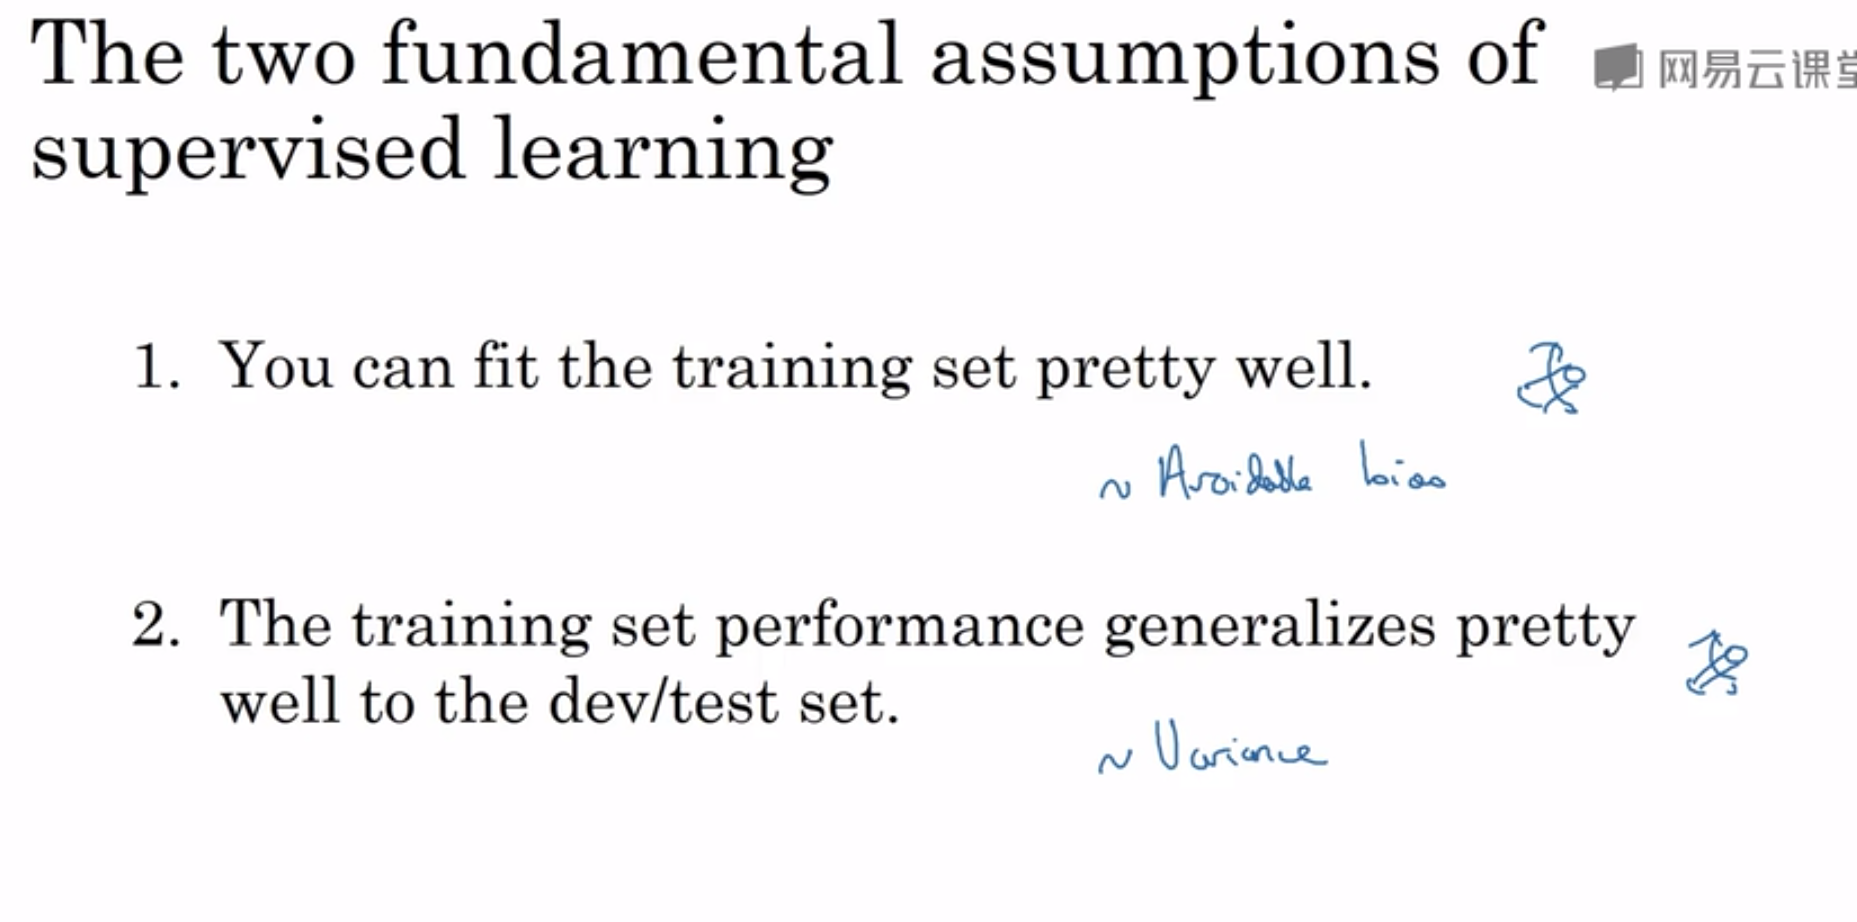 The two fundamental assumptions of
网易云课堂
supervised learning
1. You can fit the training set pretty well.
~ Avoidable bias
2. The training set performance generalizes pretty
well to the dev/test set.
~ Variance